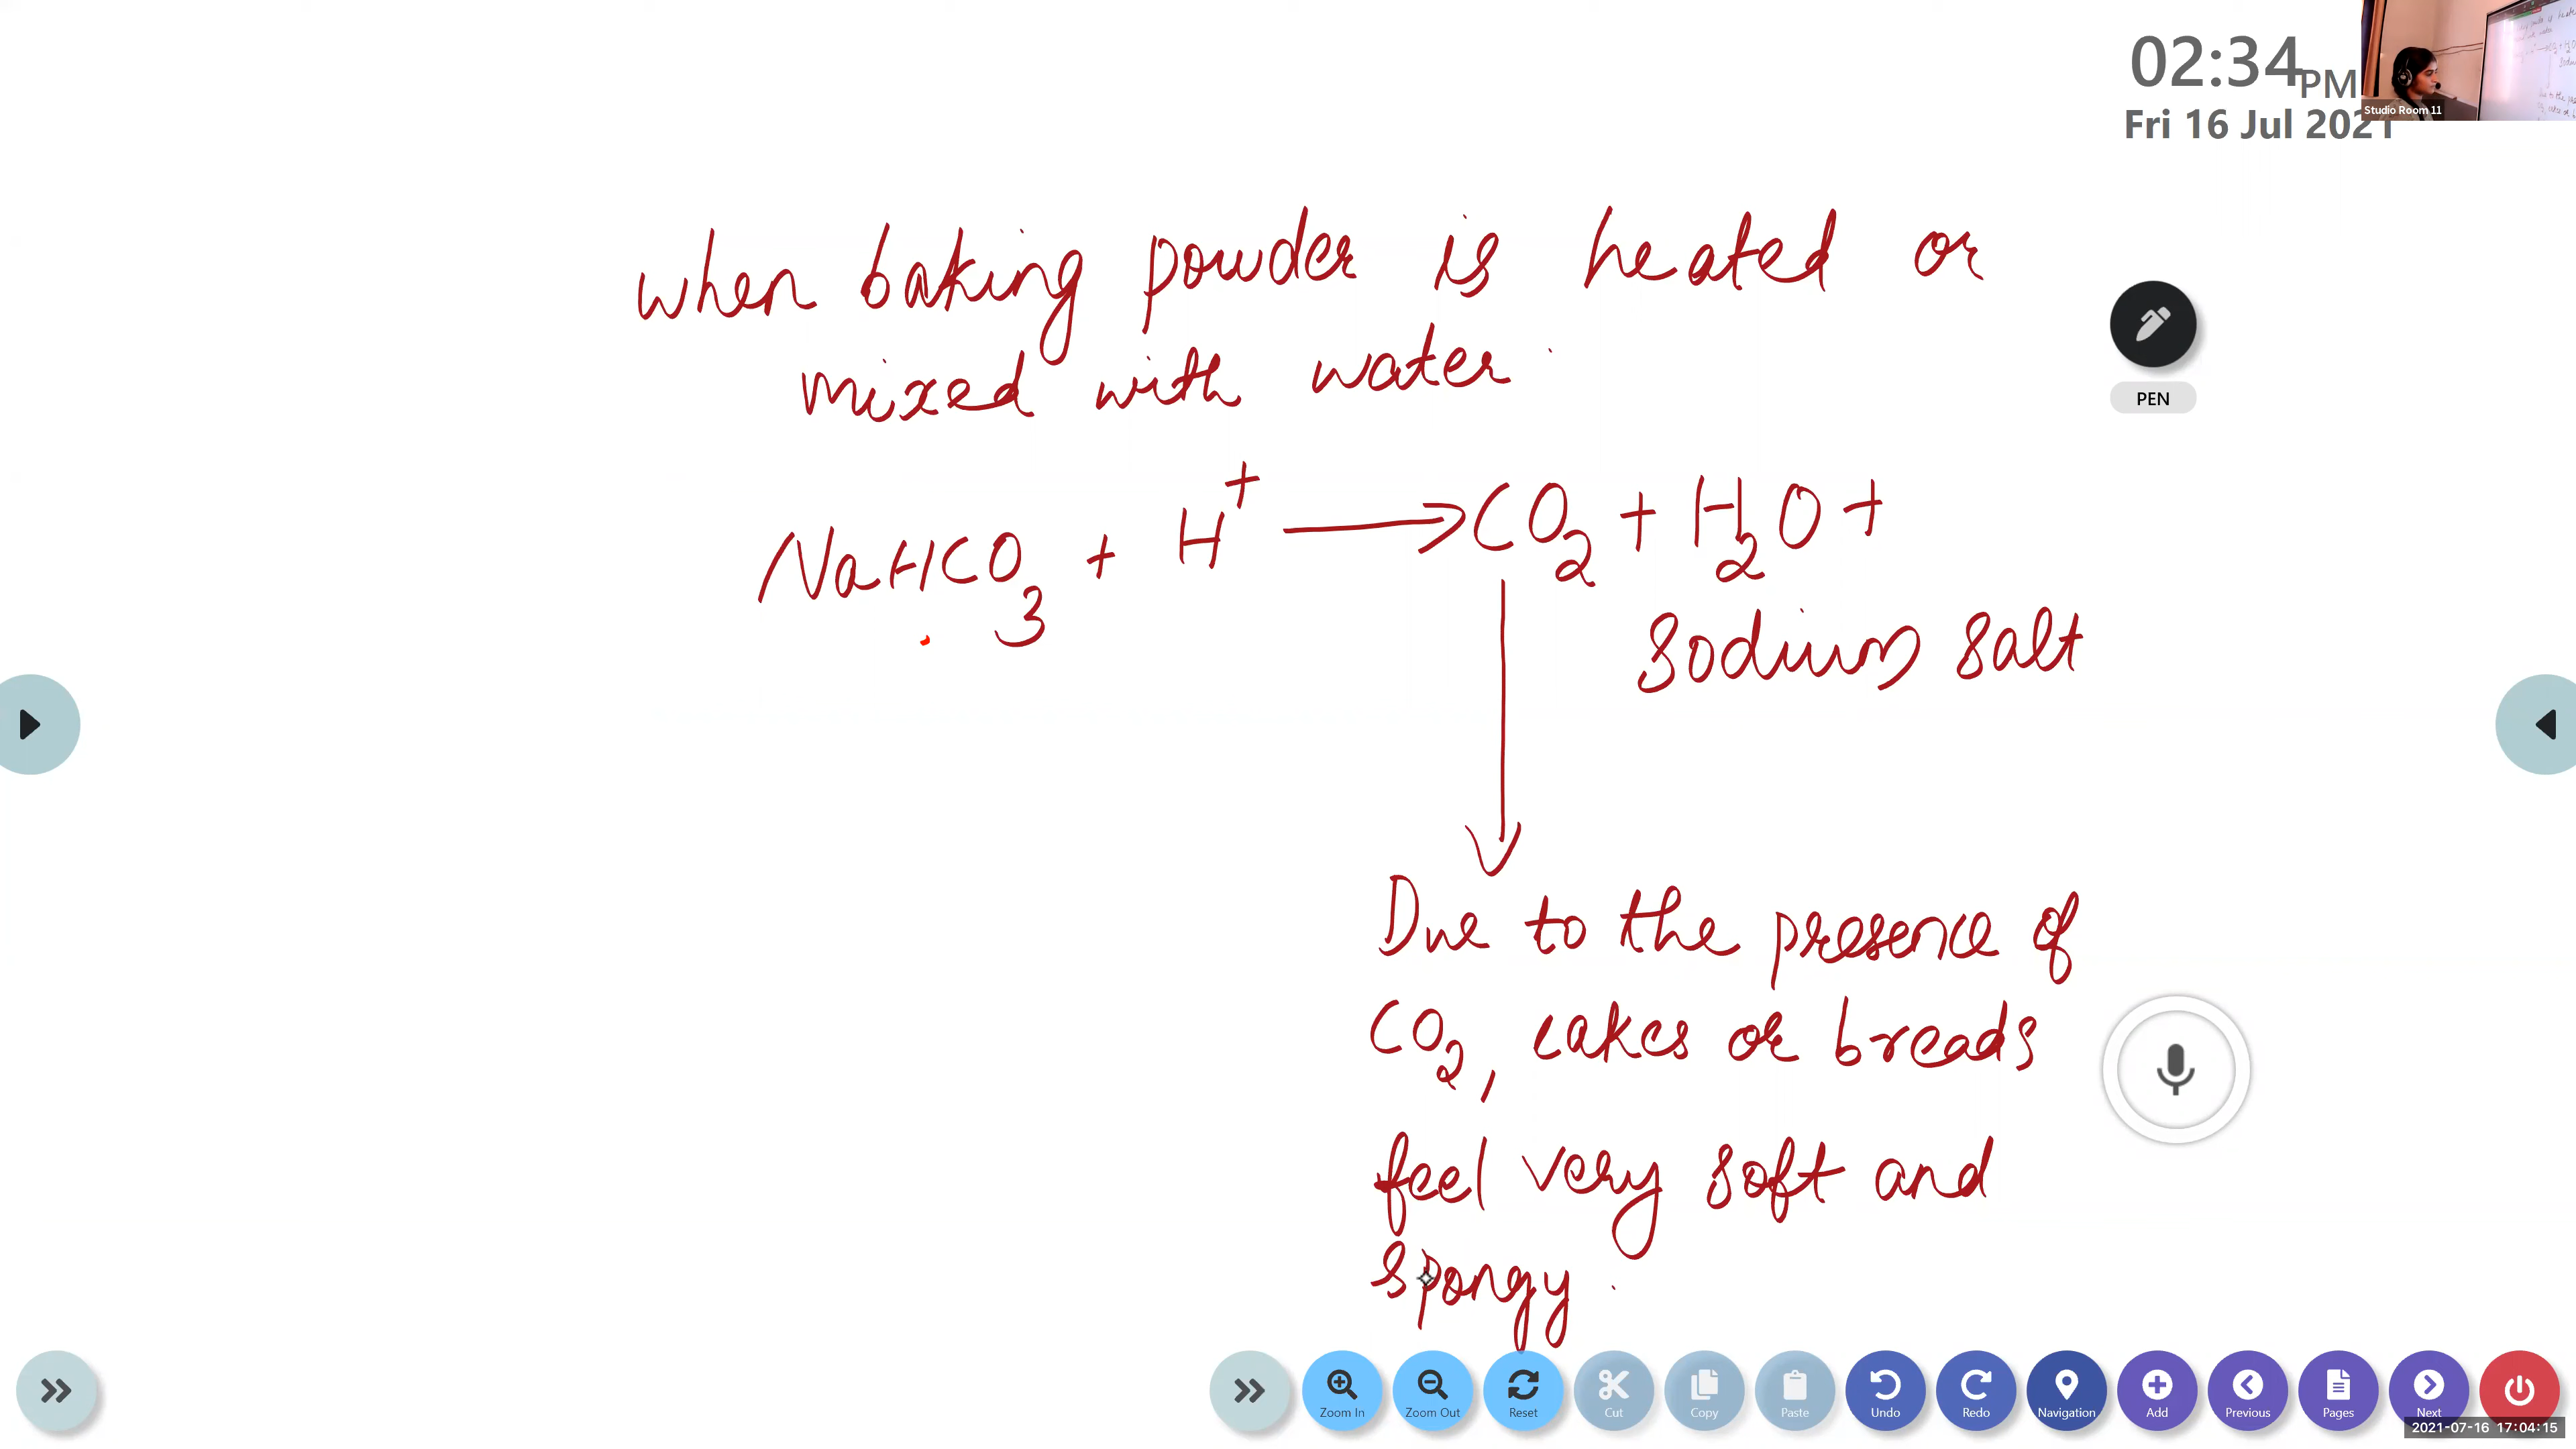 02:34 PM
Fri 16 Jul 2021
Studio Room 11
when baking powder is heated or
mixed with water.
PEN
NaHCO3 + H+ → CO2 + H2O +
Sodium salt
Due to the presence of
CO2, cakes or breads
feel very soft and
spongy.
Zoom In Zoom Out Reset Cut Copy Paste Undo Redo Navigation Add Previous Pages Next
2021-07-16 17:04:15